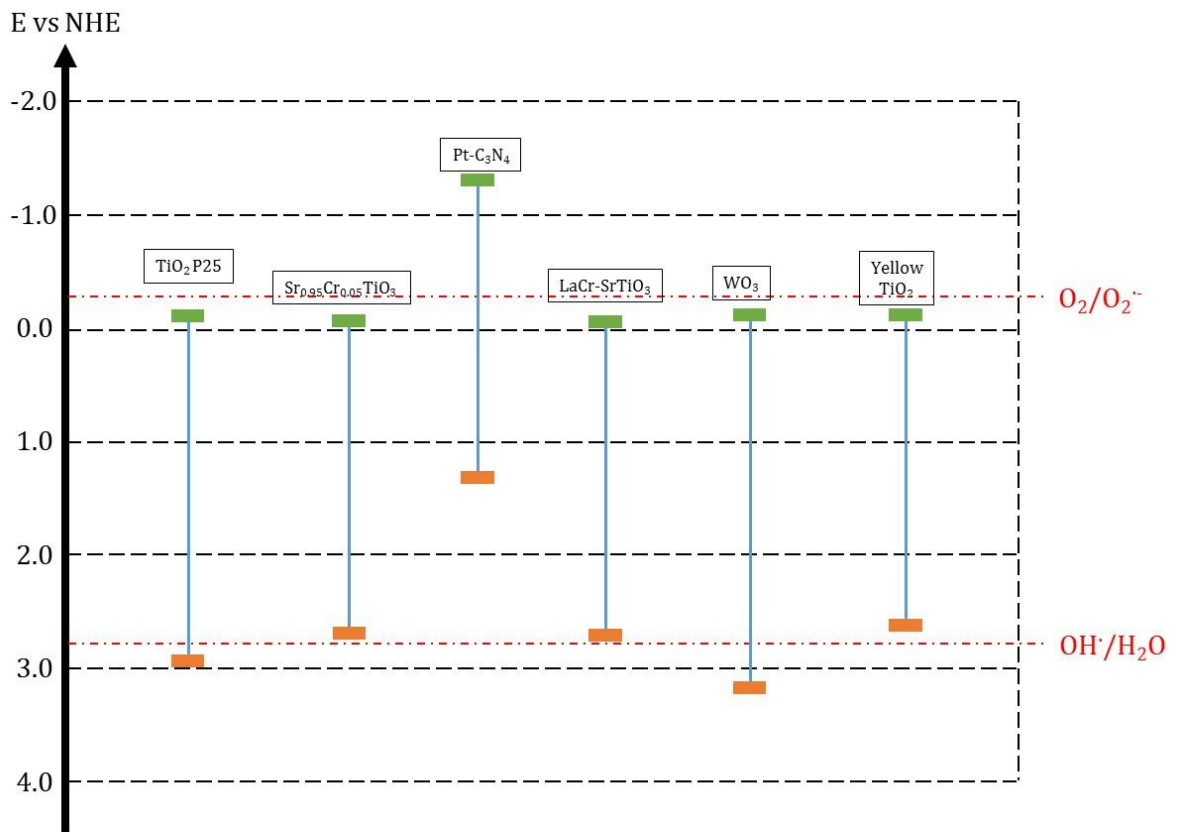 E vs NHE
-2.0
Pt-C₃N₄
-1.0
TiO₂ P25
Sr₀.₉₅Cr₀.₀₅TiO₃
LaCr-SrTiO₃
WO₃
Yellow
TiO₂
O₂/O₂·⁻
0.0
1.0
2.0
OH·/H₂O
3.0
4.0